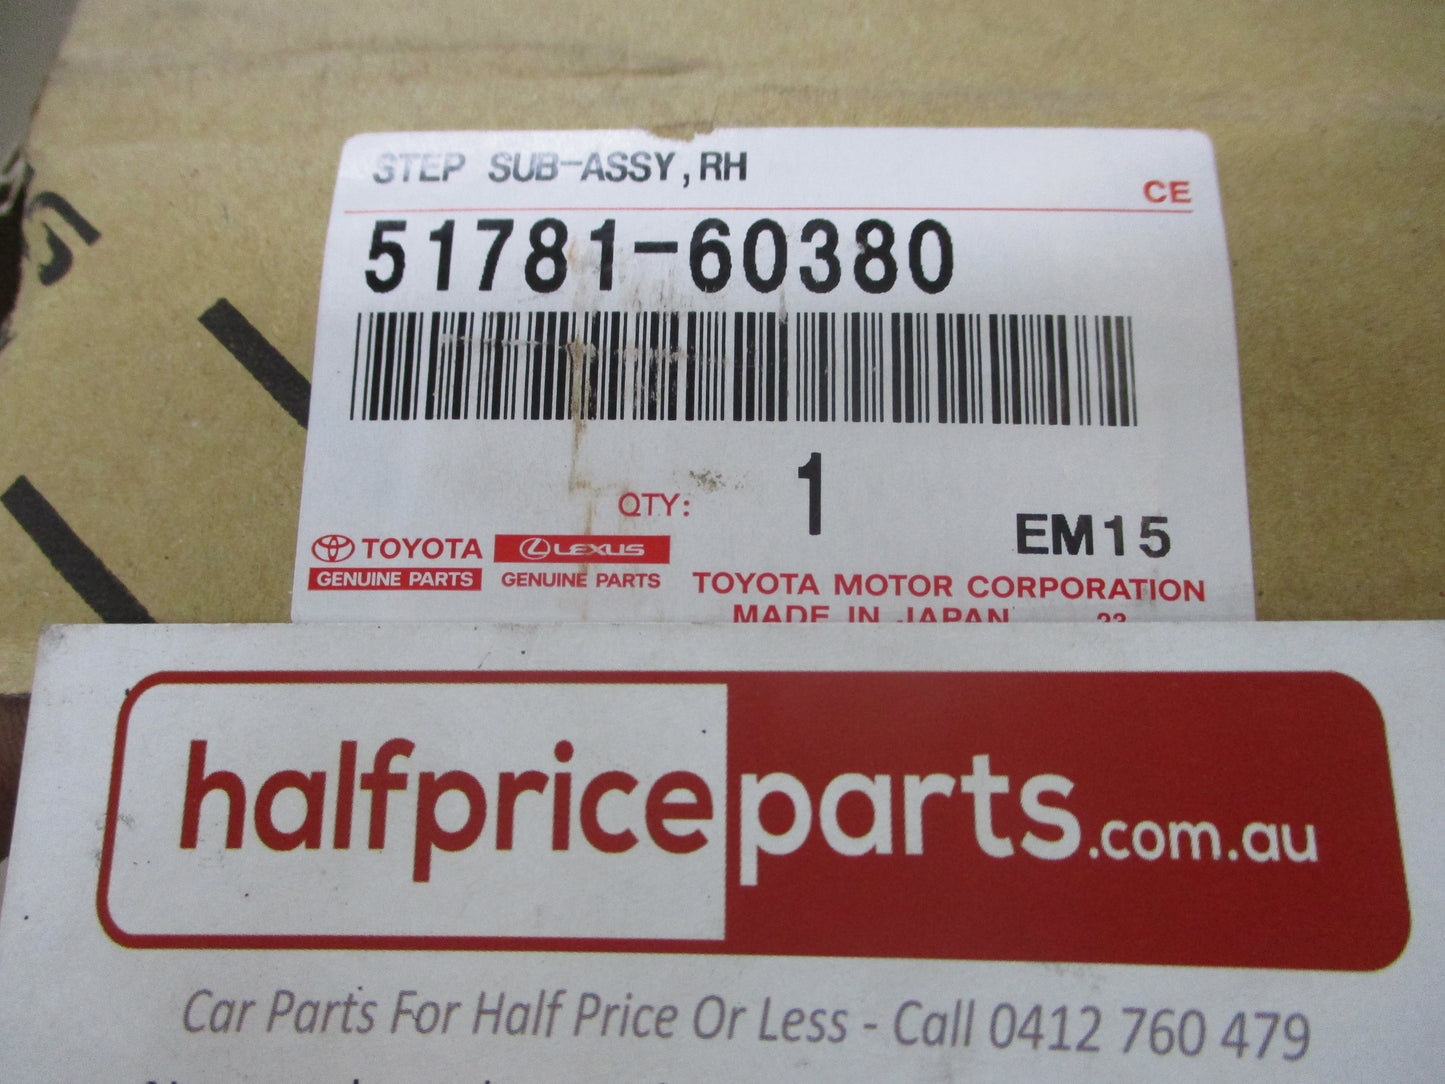 STEP SUB-ASSY,RH
CE
51781-60380
QTY: 1
EM15
TOYOTA
GENUINE PARTS
LEXUS
GENUINE PARTS
TOYOTA MOTOR CORPORATION
MADE IN JAPAN 23
halfpriceparts.com.au
Car Parts For Half Price Or Less - Call 0412 760 479